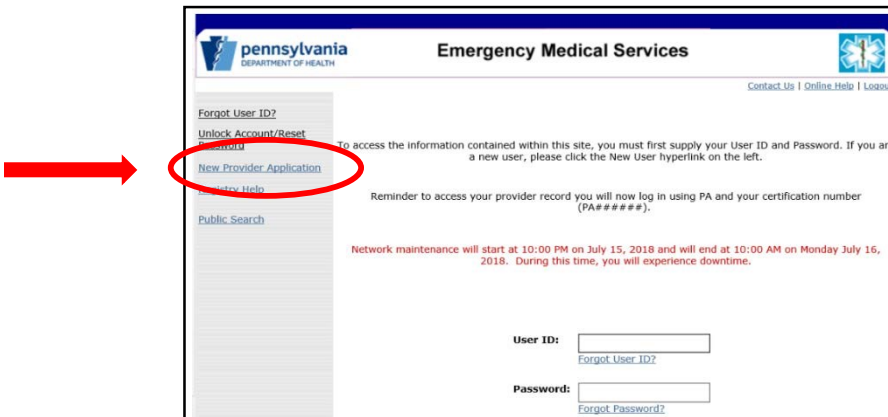 pennsylvania
DEPARTMENT OF HEALTH
Emergency Medical Services
Contact Us | Online Help | Logou
Forgot User ID?
Unlock Account/Reset
Password
New Provider Application
Registry Help
Public Search
To access the information contained within this site, you must first supply your User ID and Password. If you ar
a new user, please click the New User hyperlink on the left.
Reminder to access your provider record you will now log in using PA and your certification number
(PA######).
Network maintenance will start at 10:00 PM on July 15, 2018 and will end at 10:00 AM on Monday July 16,
2018. During this time, you will experience downtime.
User ID:
Forgot User ID?
Password:
Forgot Password?